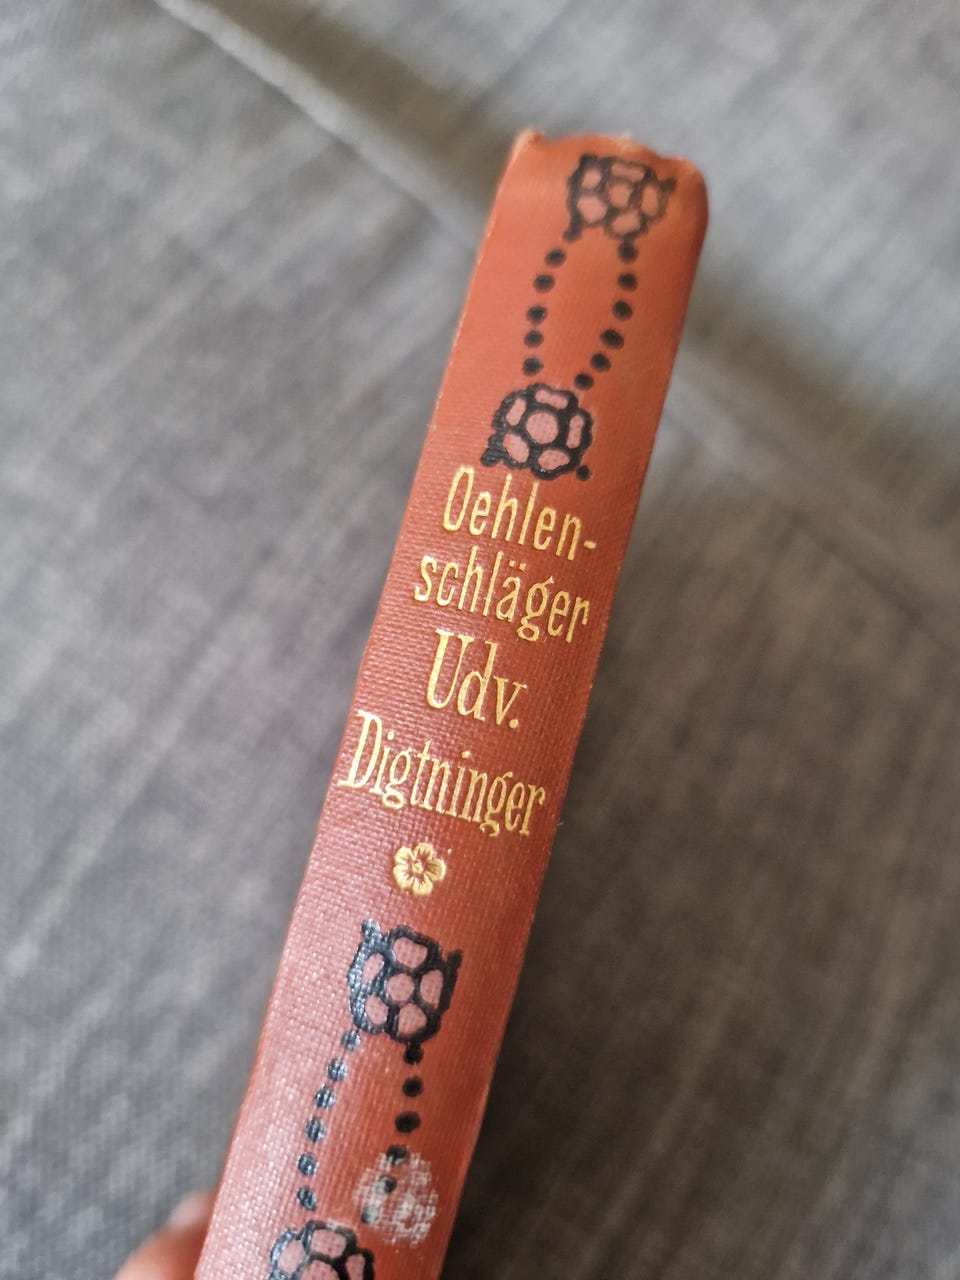 Oehlen-
schläger
Udv.
Digtninger